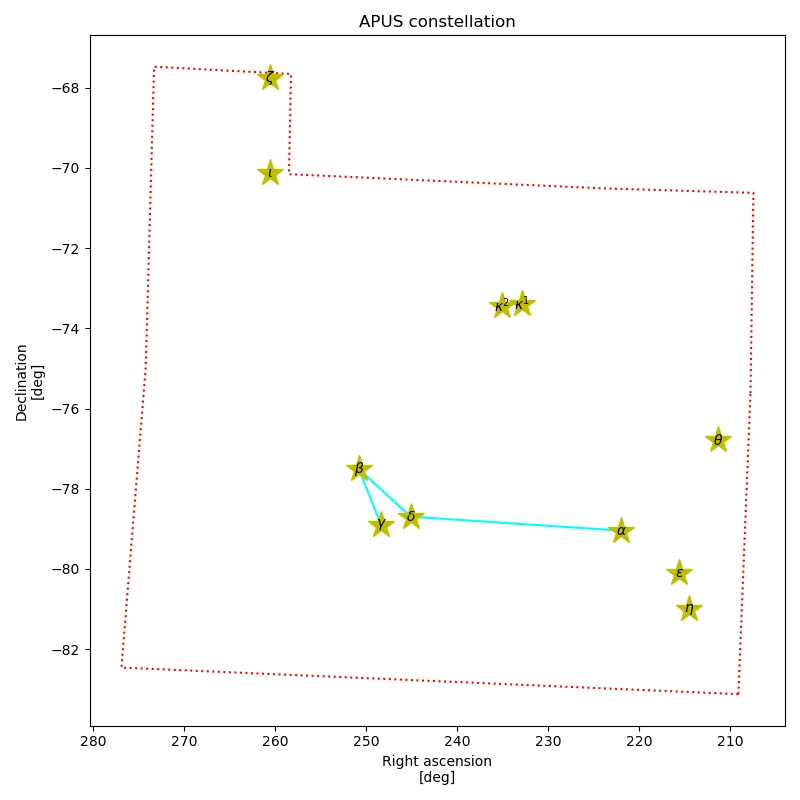 APUS constellation
−68
−70
−72
−74
−76
−78
−80
−82
Declination
[deg]
ζ
ι
κ² κ¹
θ
β
γ δ α
ε
η
280 270 260 250 240 230 220 210
Right ascension
[deg]